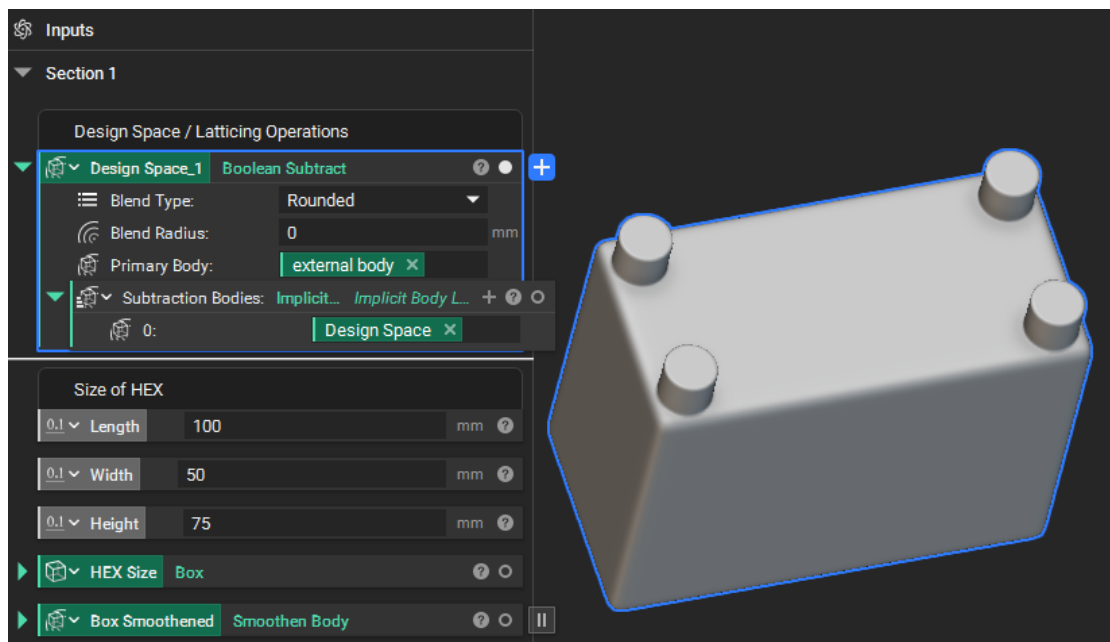 Inputs
Section 1
Design Space / Latticing Operations
Design Space_1 Boolean Subtract
Blend Type: Rounded
Blend Radius: 0 mm
Primary Body: external body
Subtraction Bodies: Implicit... Implicit Body L...
0: Design Space
Size of HEX
0.1 Length 100 mm
0.1 Width 50 mm
0.1 Height 75 mm
HEX Size Box
Box Smoothened Smoothen Body